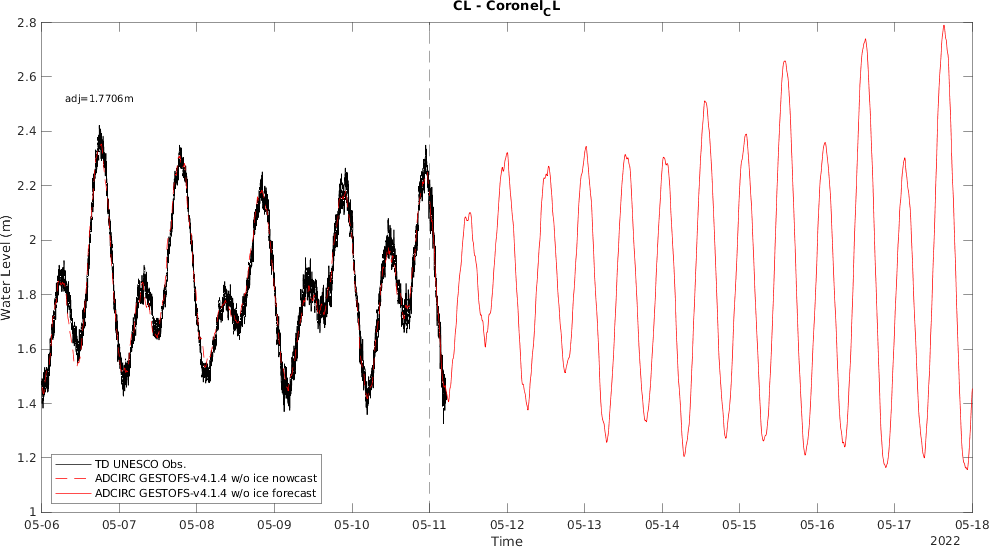 CL - Coronel_CL
2.8
2.6
2.4
2.2
2
1.8
1.6
1.4
1.2
1
Water Level (m)
adj=1.7706m
TD UNESCO Obs.
ADCIRC GESTOFS-v4.1.4 w/o ice nowcast
ADCIRC GESTOFS-v4.1.4 w/o ice forecast
05-06 05-07 05-08 05-09 05-10 05-11 05-12 05-13 05-14 05-15 05-16 05-17 05-18
Time
2022